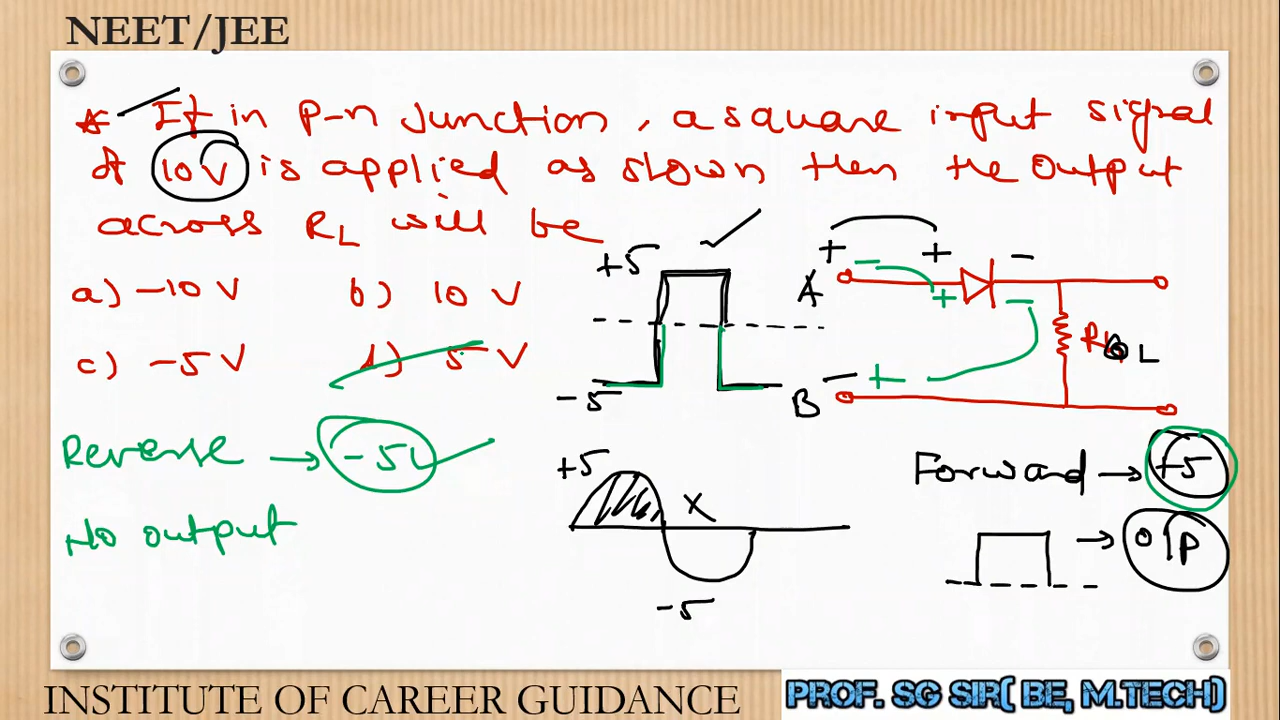 NEET/JEE
* If in P-n Junction, a square input signal
of 10V is applied as shown then the output
across RL will be
a) -10 V b) 10 V
c) -5 V d) 5 V
+5
-5
A + + -
- + -
B - +
RL L
Reverse → -5V
No output
+5 X
-5
Forward → +5
→ O/P
INSTITUTE OF CAREER GUIDANCE
PROF. SG SIR( BE, M.TECH)